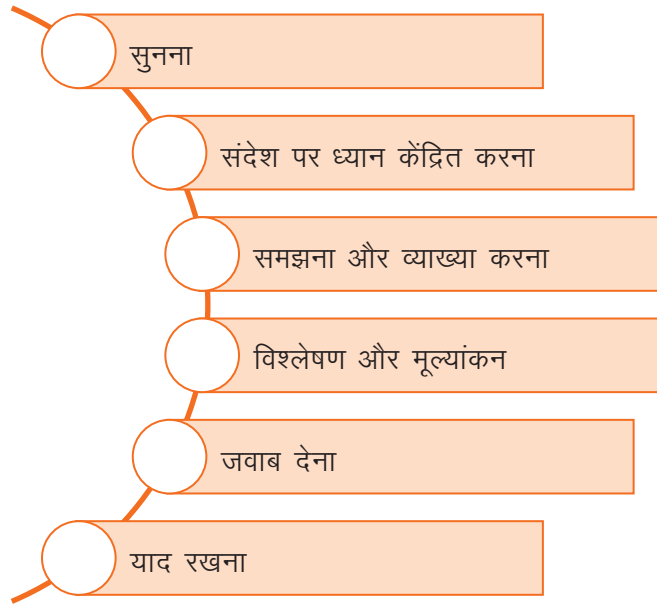 सुनना
संदेश पर ध्यान केंद्रित करना
समझना और व्याख्या करना
विश्लेषण और मूल्यांकन
जवाब देना
याद रखना